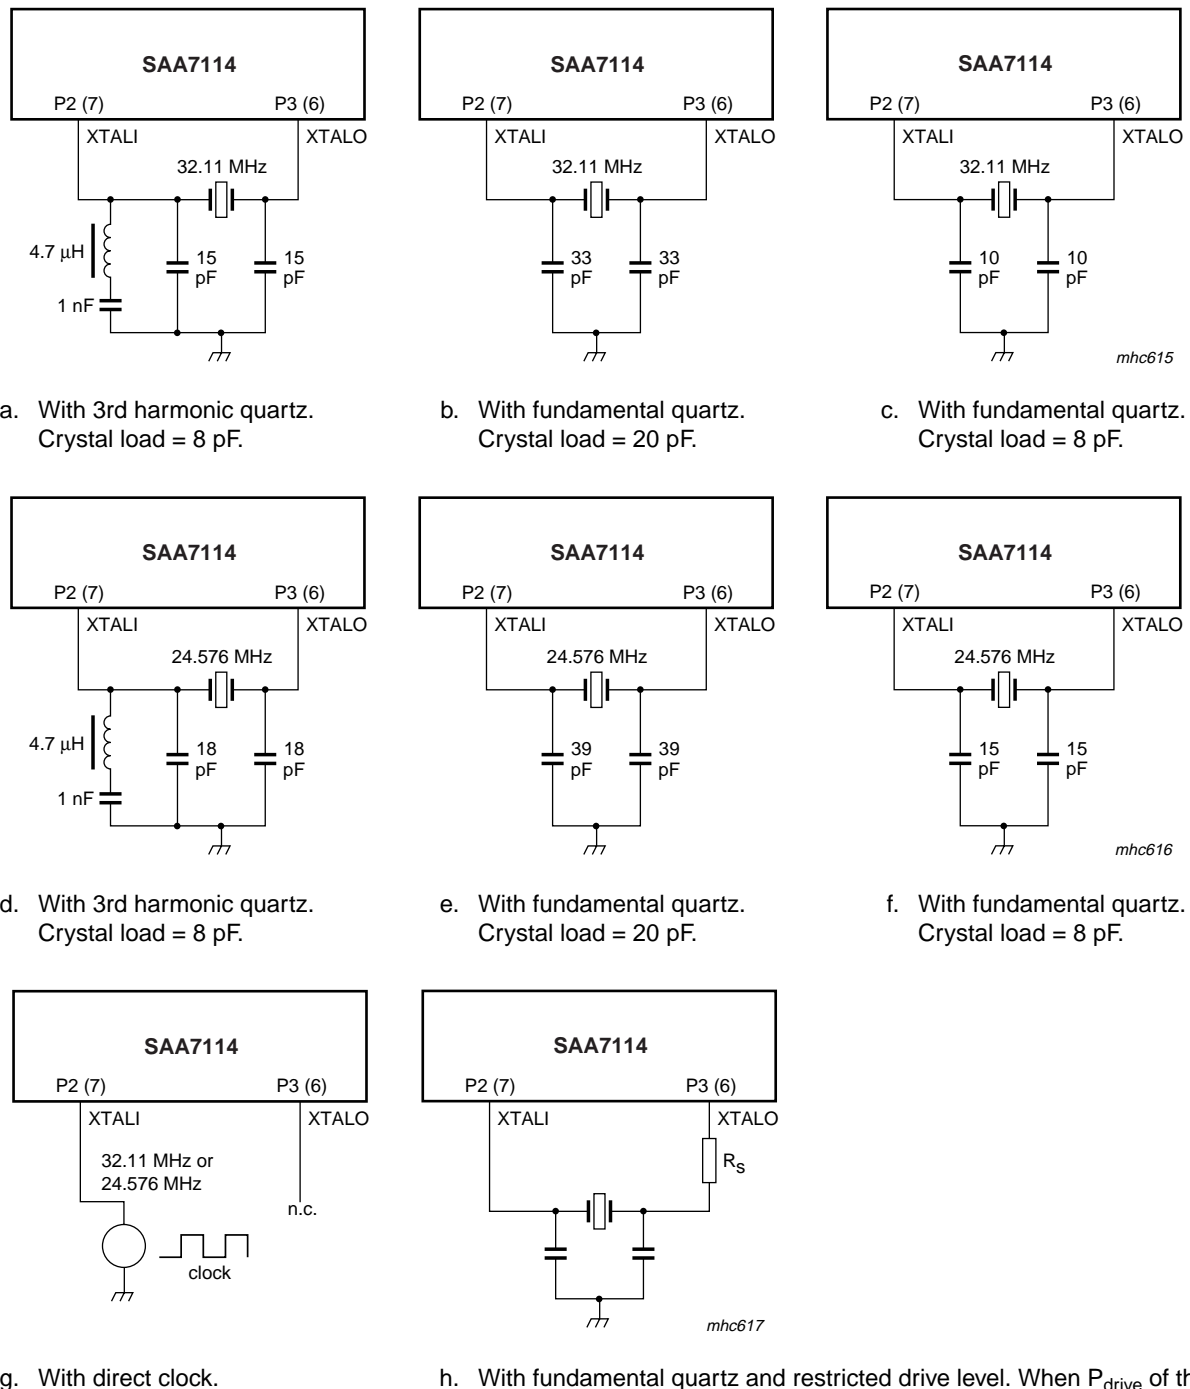 SAA7114 SAA7114 SAA7114
P2 (7) P3 (6) P2 (7) P3 (6) P2 (7) P3 (6)
XTALI XTALO XTALI XTALO XTALI XTALO
32.11 MHz 32.11 MHz 32.11 MHz
4.7 μH 15 pF 15 pF 33 pF 33 pF 10 pF 10 pF
1 nF
mhc615
a. With 3rd harmonic quartz. b. With fundamental quartz. c. With fundamental quartz.
Crystal load = 8 pF. Crystal load = 20 pF. Crystal load = 8 pF.
SAA7114 SAA7114 SAA7114
P2 (7) P3 (6) P2 (7) P3 (6) P2 (7) P3 (6)
XTALI XTALO XTALI XTALO XTALI XTALO
24.576 MHz 24.576 MHz 24.576 MHz
4.7 μH 18 pF 18 pF 39 pF 39 pF 15 pF 15 pF
1 nF
mhc616
d. With 3rd harmonic quartz. e. With fundamental quartz. f. With fundamental quartz.
Crystal load = 8 pF. Crystal load = 20 pF. Crystal load = 8 pF.
SAA7114 SAA7114
P2 (7) P3 (6) P2 (7) P3 (6)
XTALI XTALO XTALI XTALO
32.11 MHz or
24.576 MHz
Rs
n.c.
clock
mhc617
g. With direct clock. h. With fundamental quartz and restricted drive level. When Pdrive of